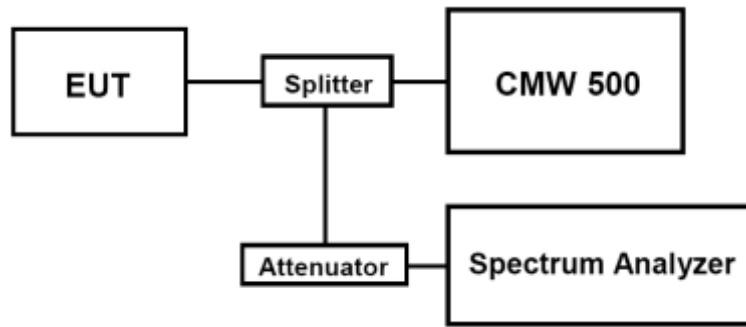 EUT
Splitter
CMW 500
Attenuator
Spectrum Analyzer